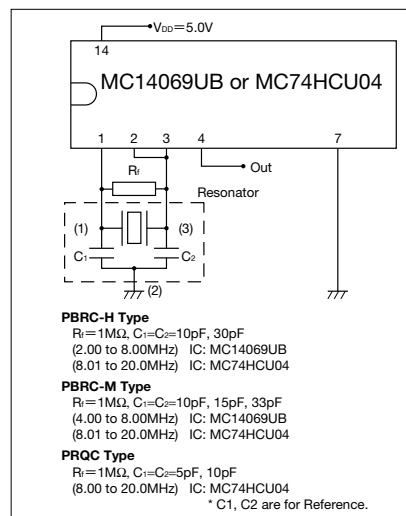 VDD=5.0V
14
MC14069UB or MC74HCU04
1 2 3 4 7
Rf
Out
Resonator
(1) (3)
C1 C2
(2)
PBRC-H Type
Rf=1MΩ, C1=C2=10pF, 30pF
(2.00 to 8.00MHz) IC: MC14069UB
(8.01 to 20.0MHz) IC: MC74HCU04
PBRC-M Type
Rf=1MΩ, C1=C2=10pF, 15pF, 33pF
(4.00 to 8.00MHz) IC: MC14069UB
(8.01 to 20.0MHz) IC: MC74HCU04
PRQC Type
Rf=1MΩ, C1=C2=5pF, 10pF
(8.00 to 20.0MHz) IC: MC74HCU04
* C1, C2 are for Reference.